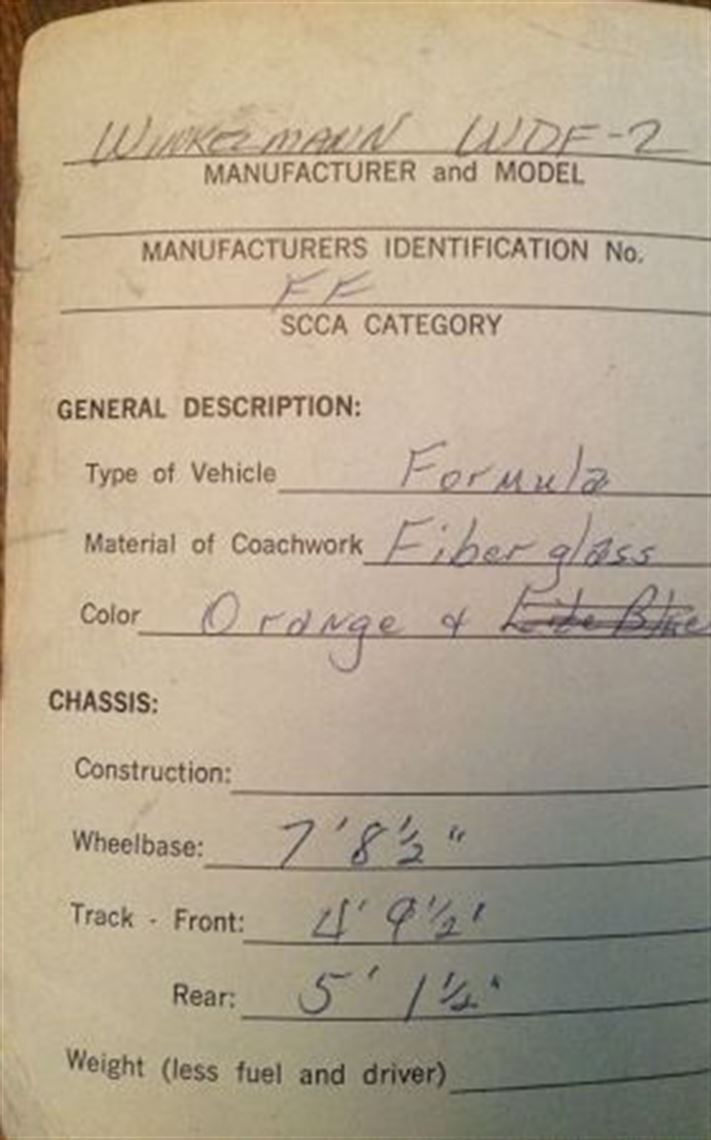 WINKELMANN WDF-2
MANUFACTURER and MODEL
MANUFACTURERS IDENTIFICATION No.
FF
SCCA CATEGORY
GENERAL DESCRIPTION:
Type of Vehicle Formula
Material of Coachwork Fiberglass
Color Orange & Lite Blue
CHASSIS:
Construction:
Wheelbase: 7' 8½"
Track - Front: 4' 9½'
Rear: 5' 1½"
Weight (less fuel and driver)